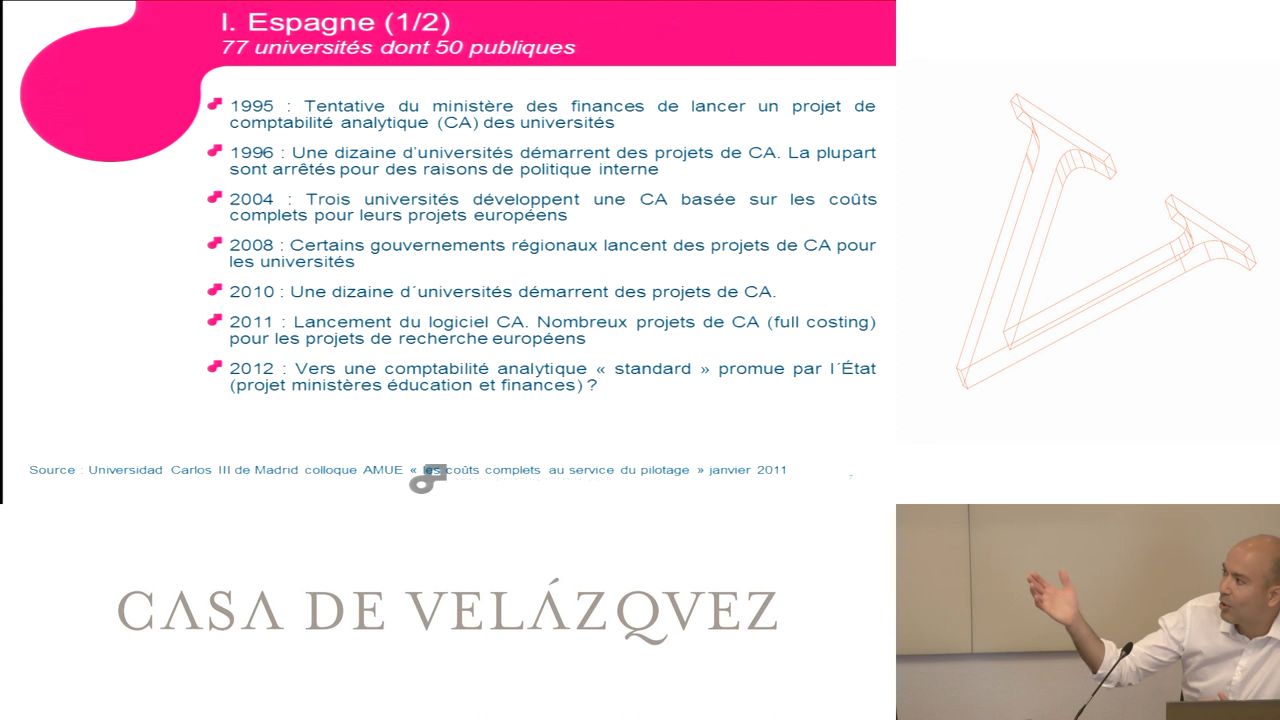 I. Espagne (1/2)
77 universités dont 50 publiques
1995 : Tentative du ministère des finances de lancer un projet de
comptabilité analytique (CA) des universités
1996 : Une dizaine d'universités démarrent des projets de CA. La plupart
sont arrêtés pour des raisons de politique interne
2004 : Trois universités développent une CA basée sur les coûts
complets pour leurs projets européens
2008 : Certains gouvernements régionaux lancent des projets de CA pour
les universités
2010 : Une dizaine d´universités démarrent des projets de CA.
2011 : Lancement du logiciel CA. Nombreux projets de CA (full costing)
pour les projets de recherche européens
2012 : Vers une comptabilité analytique « standard » promue par l´État
(projet ministères éducation et finances) ?
Source : Universidad Carlos III de Madrid colloque AMUE « les coûts complets au service du pilotage » janvier 2011
7
CASA DE VELÁZQVEZ